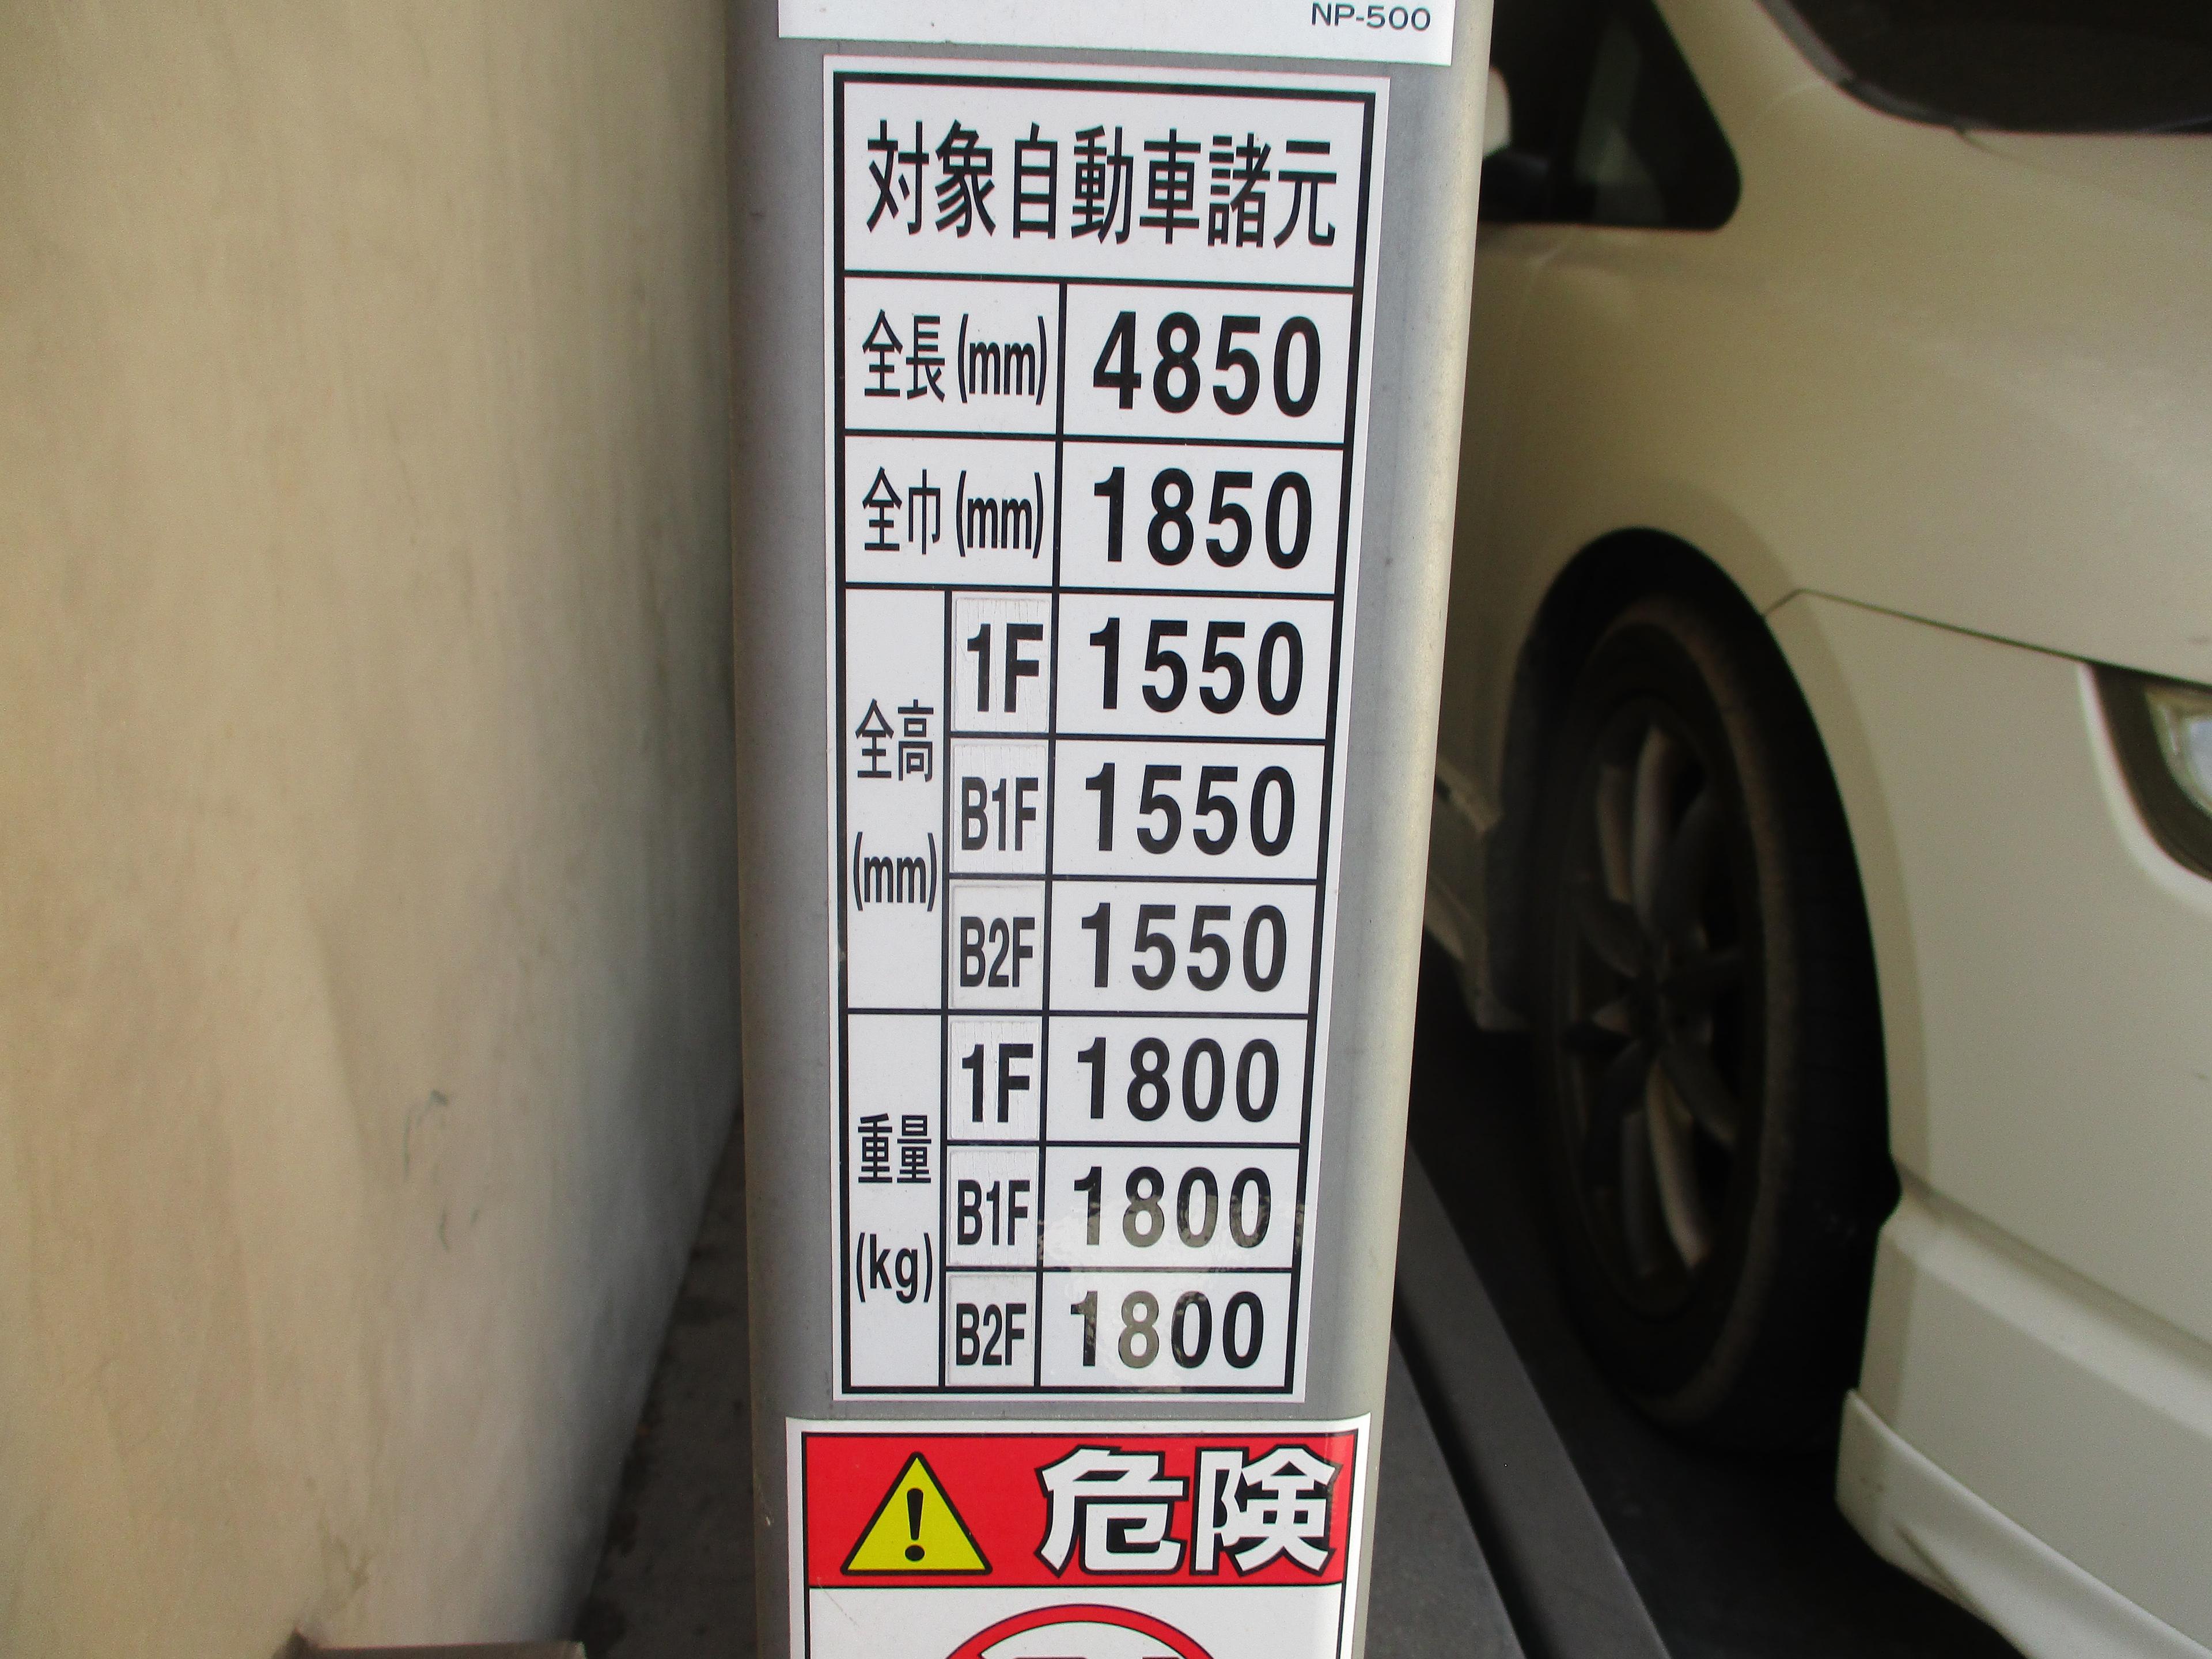 NP-500
対象自動車諸元
全長(mm) 4850
全巾(mm) 1850
全高(mm)
1F 1550
B1F 1550
B2F 1550
重量(kg)
1F 1800
B1F 1800
B2F 1800
危険